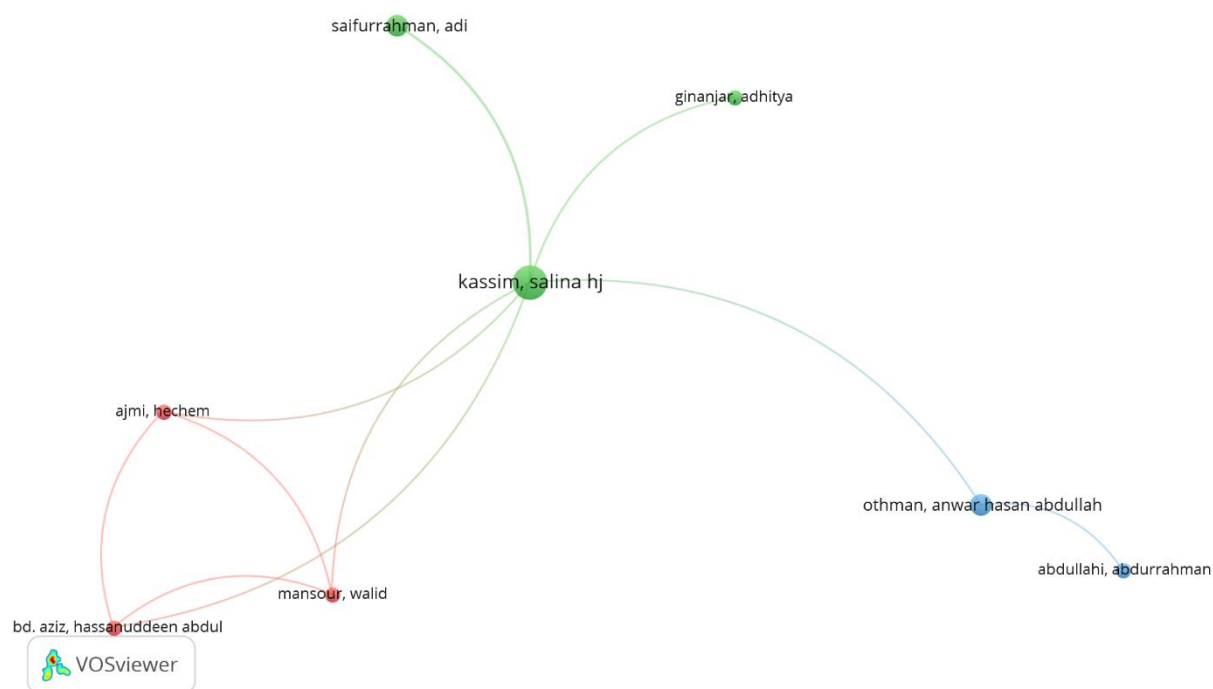 saifurrahman, adi
ginanjar, adhitya
kassim, salina hj
ajmi, hechem
othman, anwar hasan abdullah
abdullahi, abdurrahman
mansour, walid
bd. aziz, hassanuddeen abdul
VOSviewer